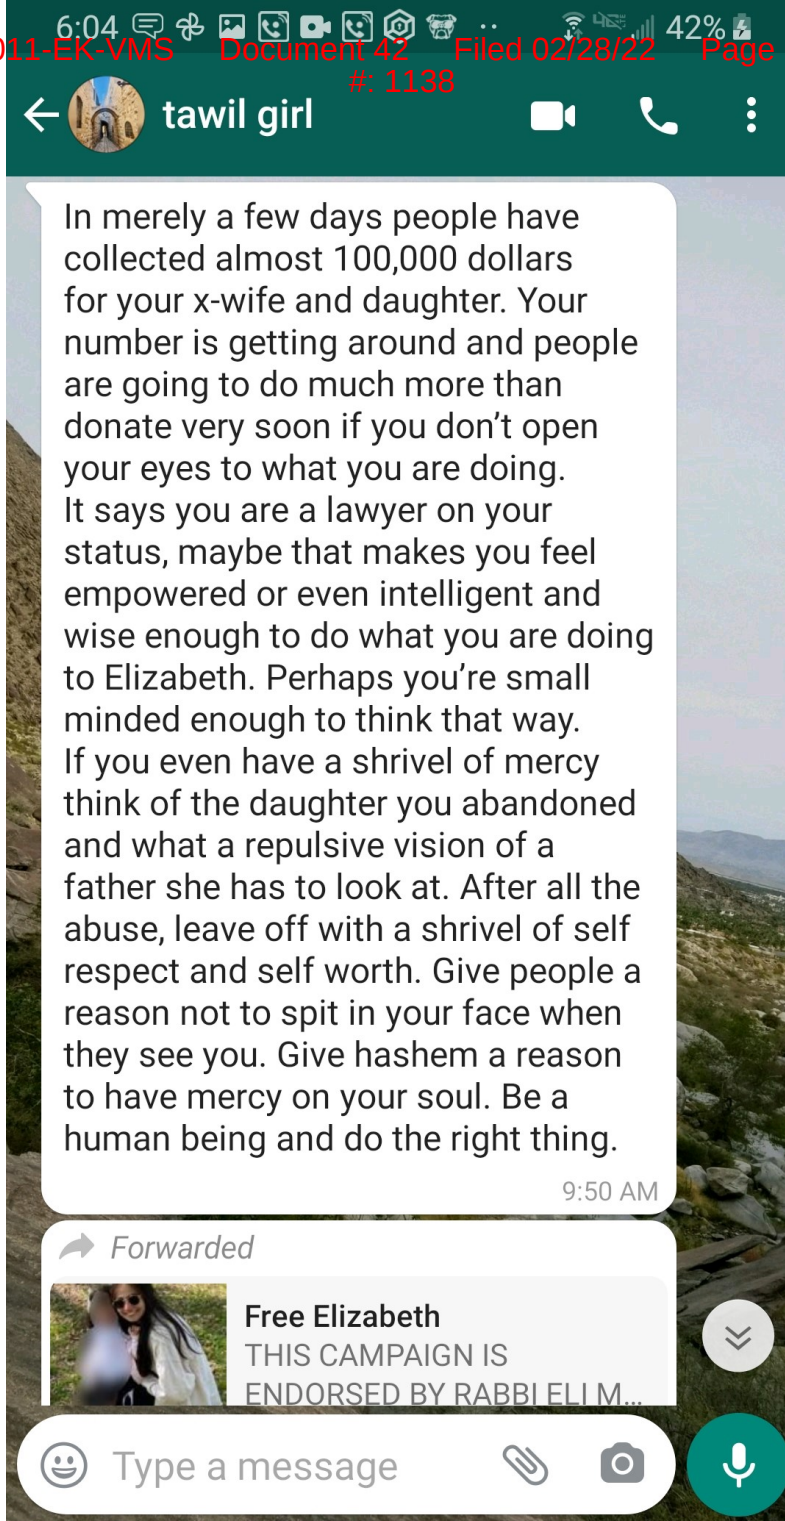 6:04 42%
011-EK-VMS Document 42 Filed 02/28/22 Page
#: 1138
tawil girl
In merely a few days people have
collected almost 100,000 dollars
for your x-wife and daughter. Your
number is getting around and people
are going to do much more than
donate very soon if you don’t open
your eyes to what you are doing.
It says you are a lawyer on your
status, maybe that makes you feel
empowered or even intelligent and
wise enough to do what you are doing
to Elizabeth. Perhaps you’re small
minded enough to think that way.
If you even have a shrivel of mercy
think of the daughter you abandoned
and what a repulsive vision of a
father she has to look at. After all the
abuse, leave off with a shrivel of self
respect and self worth. Give people a
reason not to spit in your face when
they see you. Give hashem a reason
to have mercy on your soul. Be a
human being and do the right thing.
9:50 AM
Forwarded
Free Elizabeth
THIS CAMPAIGN IS
ENDORSED BY RABBI ELI M...
Type a message